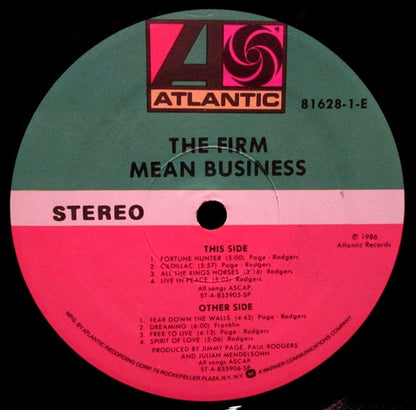 ATLANTIC
81628-1-E
THE FIRM
MEAN BUSINESS
STEREO
℗ 1986
Atlantic Records
THIS SIDE
1. FORTUNE HUNTER (5:00) Page - Rodgers
2. CADILLAC (5:57) Page - Rodgers
3. ALL THE KINGS HORSES (3:16) Rodgers
4. LIVE IN PEACE (5:05) Rodgers
All songs ASCAP.
ST-A-855905-SP
OTHER SIDE
1. TEAR DOWN THE WALLS (4:43) Page - Rodgers
2. DREAMING (6:00) Franklin
3. FREE TO LIVE (4:13) Page - Rodgers
4. SPIRIT OF LOVE (5:06) Rodgers
All songs ASCAP.
ST-A-855906-SP
PRODUCED BY JIMMY PAGE, PAUL RODGERS
AND JULIAN MENDELSOHN
MFG. BY ATLANTIC RECORDING CORP., 75 ROCKEFELLER PLAZA, N.Y., N.Y. A WARNER COMMUNICATIONS COMPANY